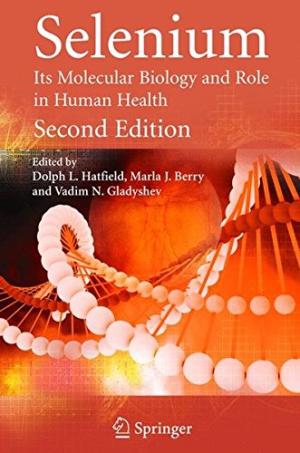 Selenium
Its Molecular Biology and Role
in Human Health
Second Edition
Edited by
Dolph L. Hatfield, Marla J. Berry
and Vadim N. Gladyshev
Springer